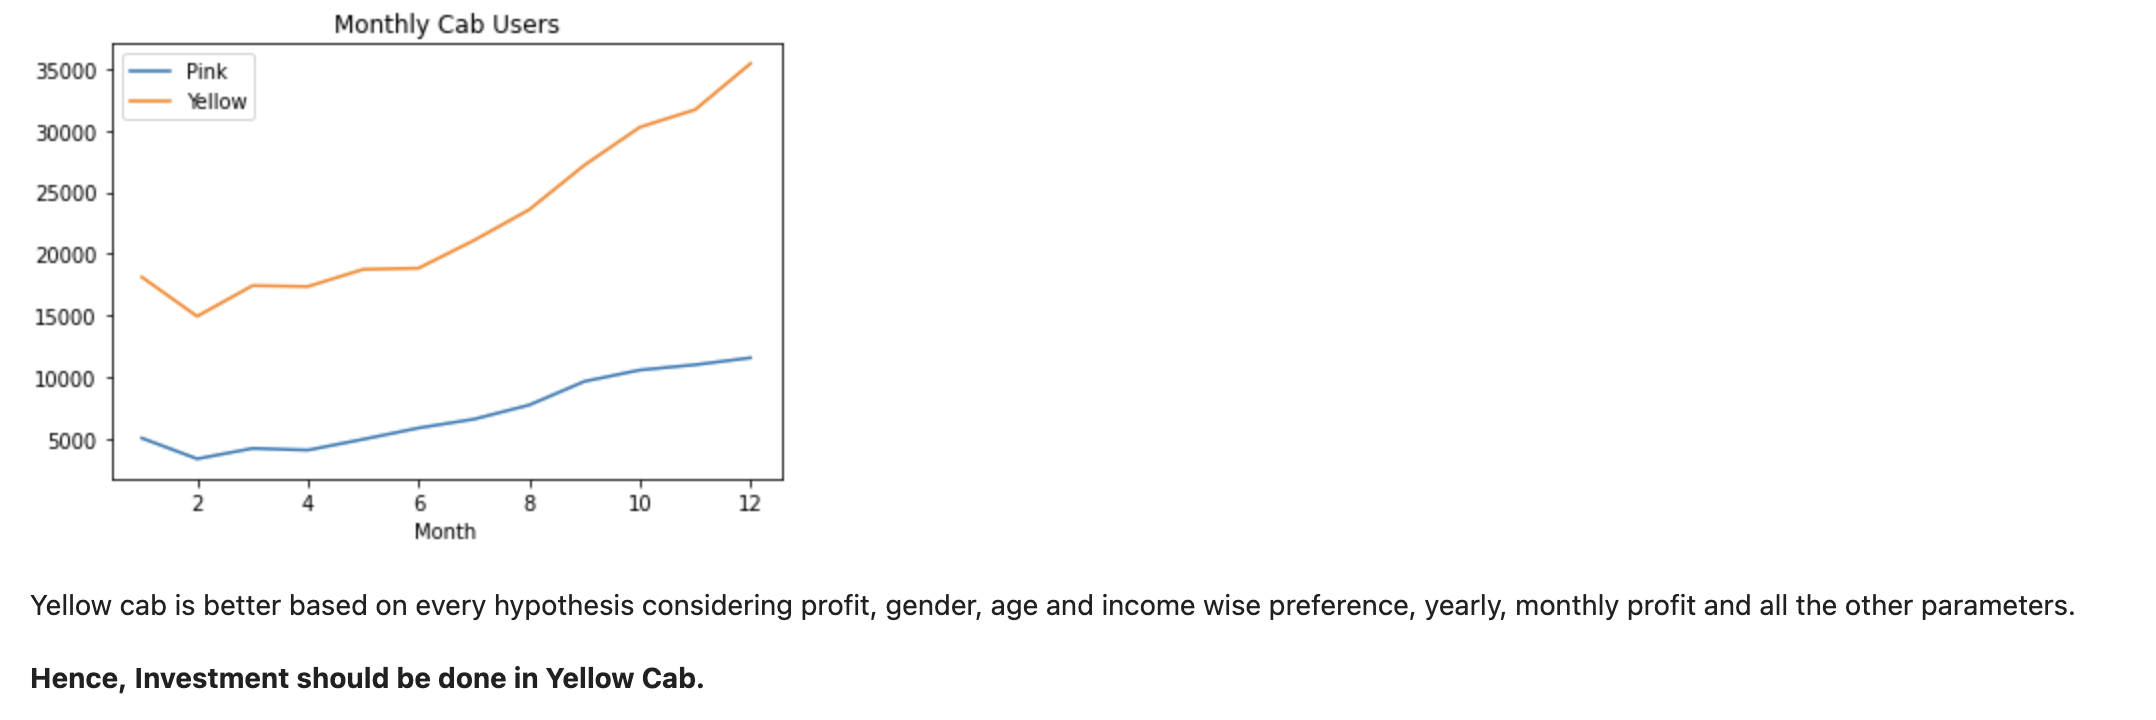 Monthly Cab Users
35000
30000
25000
20000
15000
10000
5000
Pink
Yellow
2 4 6 8 10 12
Month
Yellow cab is better based on every hypothesis considering profit, gender, age and income wise preference, yearly, monthly profit and all the other parameters.
Hence, Investment should be done in Yellow Cab.